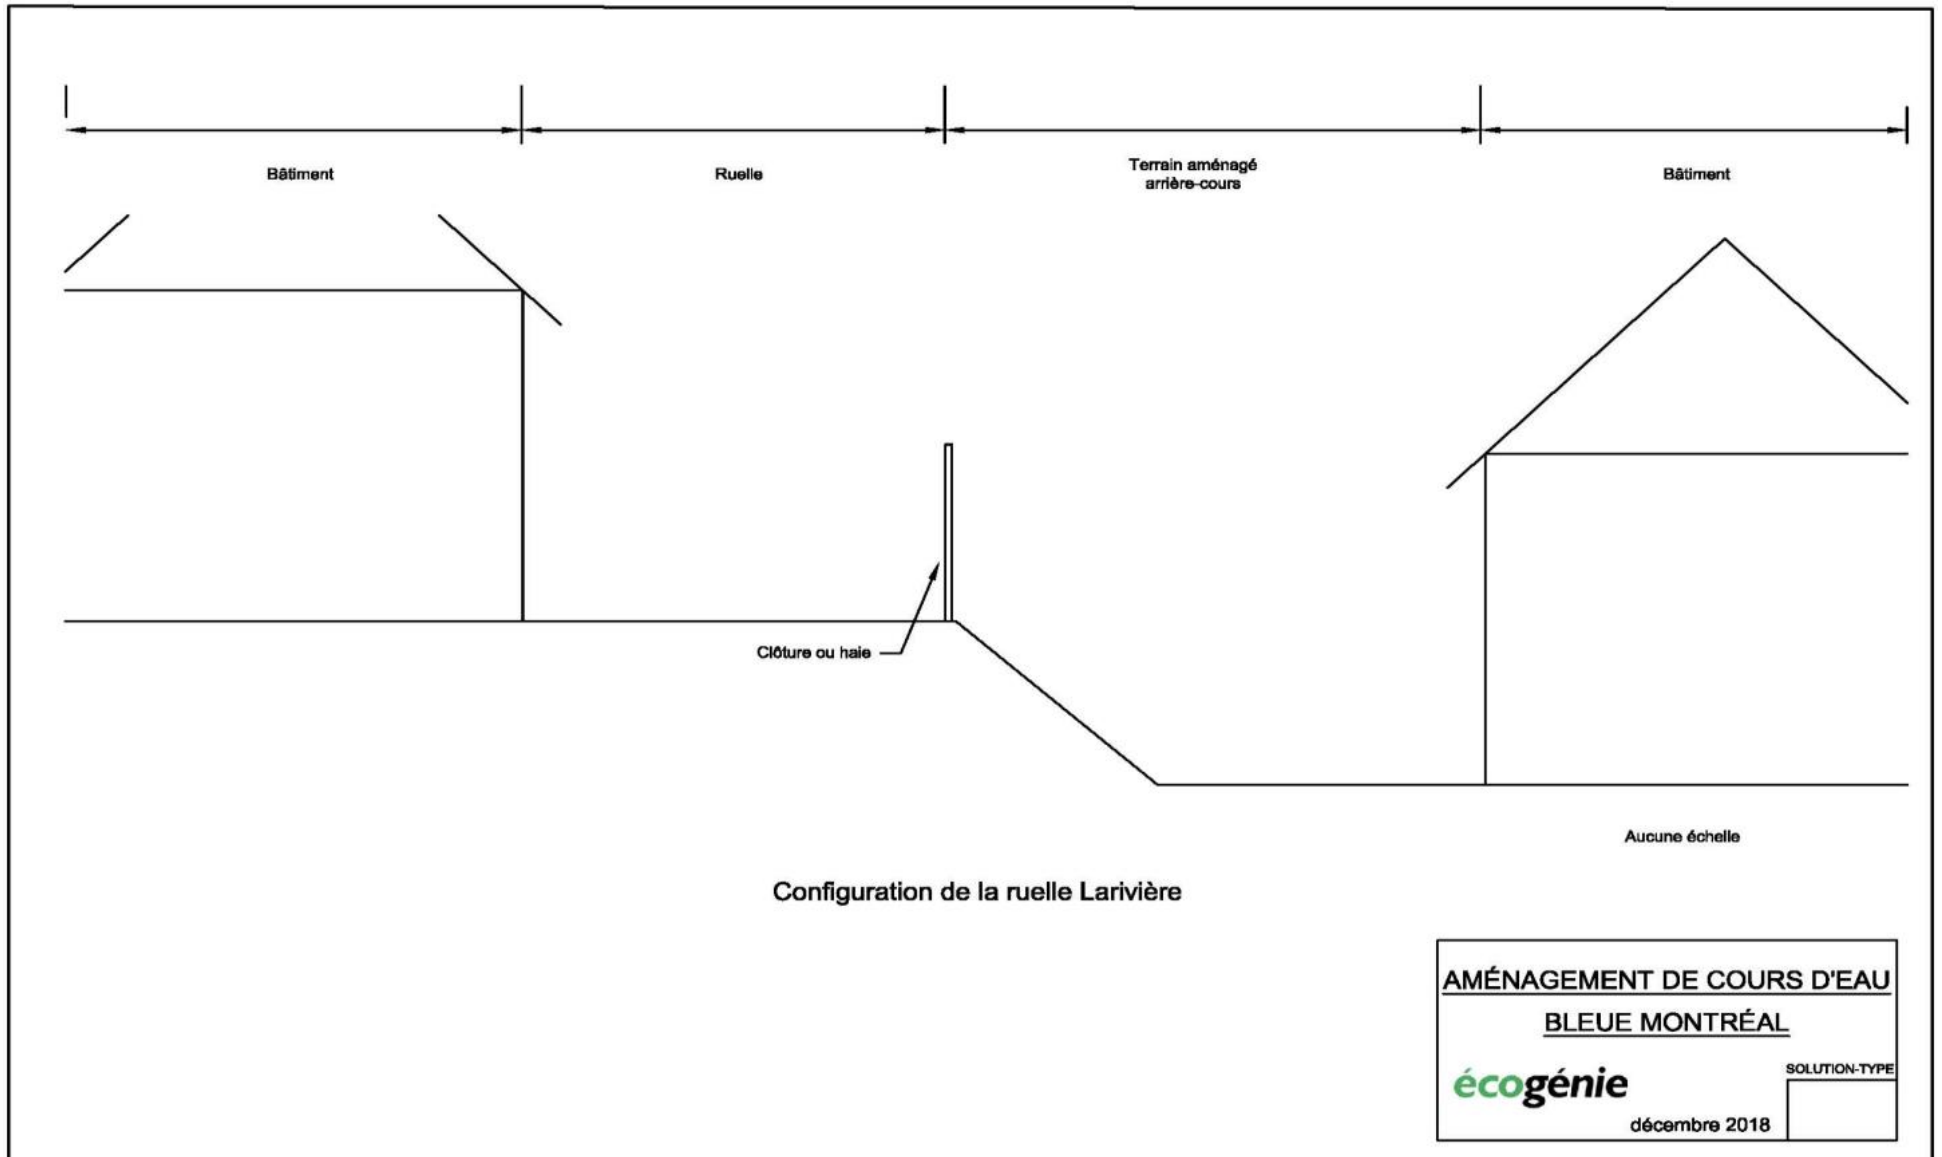 Bâtiment
Ruelle
Terrain aménagé
arrière-cours
Bâtiment
Clôture ou haie
Aucune échelle
Configuration de la ruelle Larivière
AMÉNAGEMENT DE COURS D'EAU
BLEUE MONTRÉAL
écogénie
SOLUTION-TYPE
décembre 2018